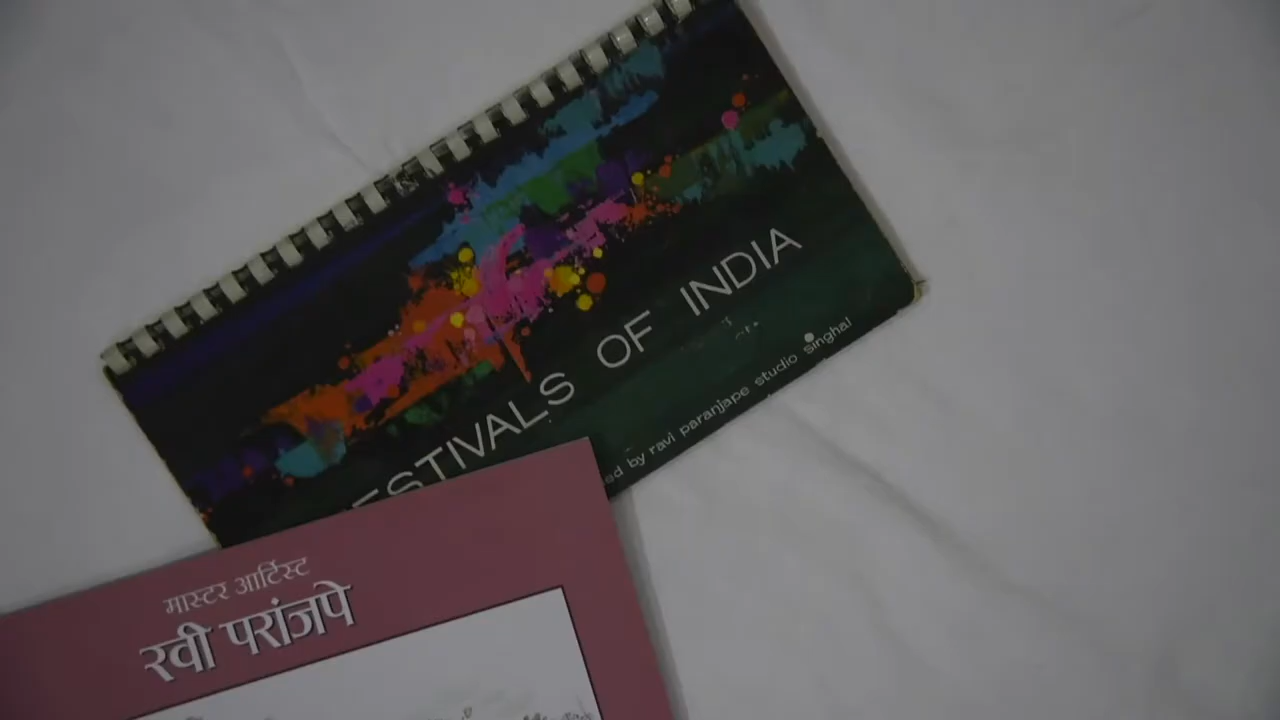 ESTIVALS OF INDIA
ed by ravi paranjape studio singhal
मास्टर आर्टिस्ट
रवी परांजपे